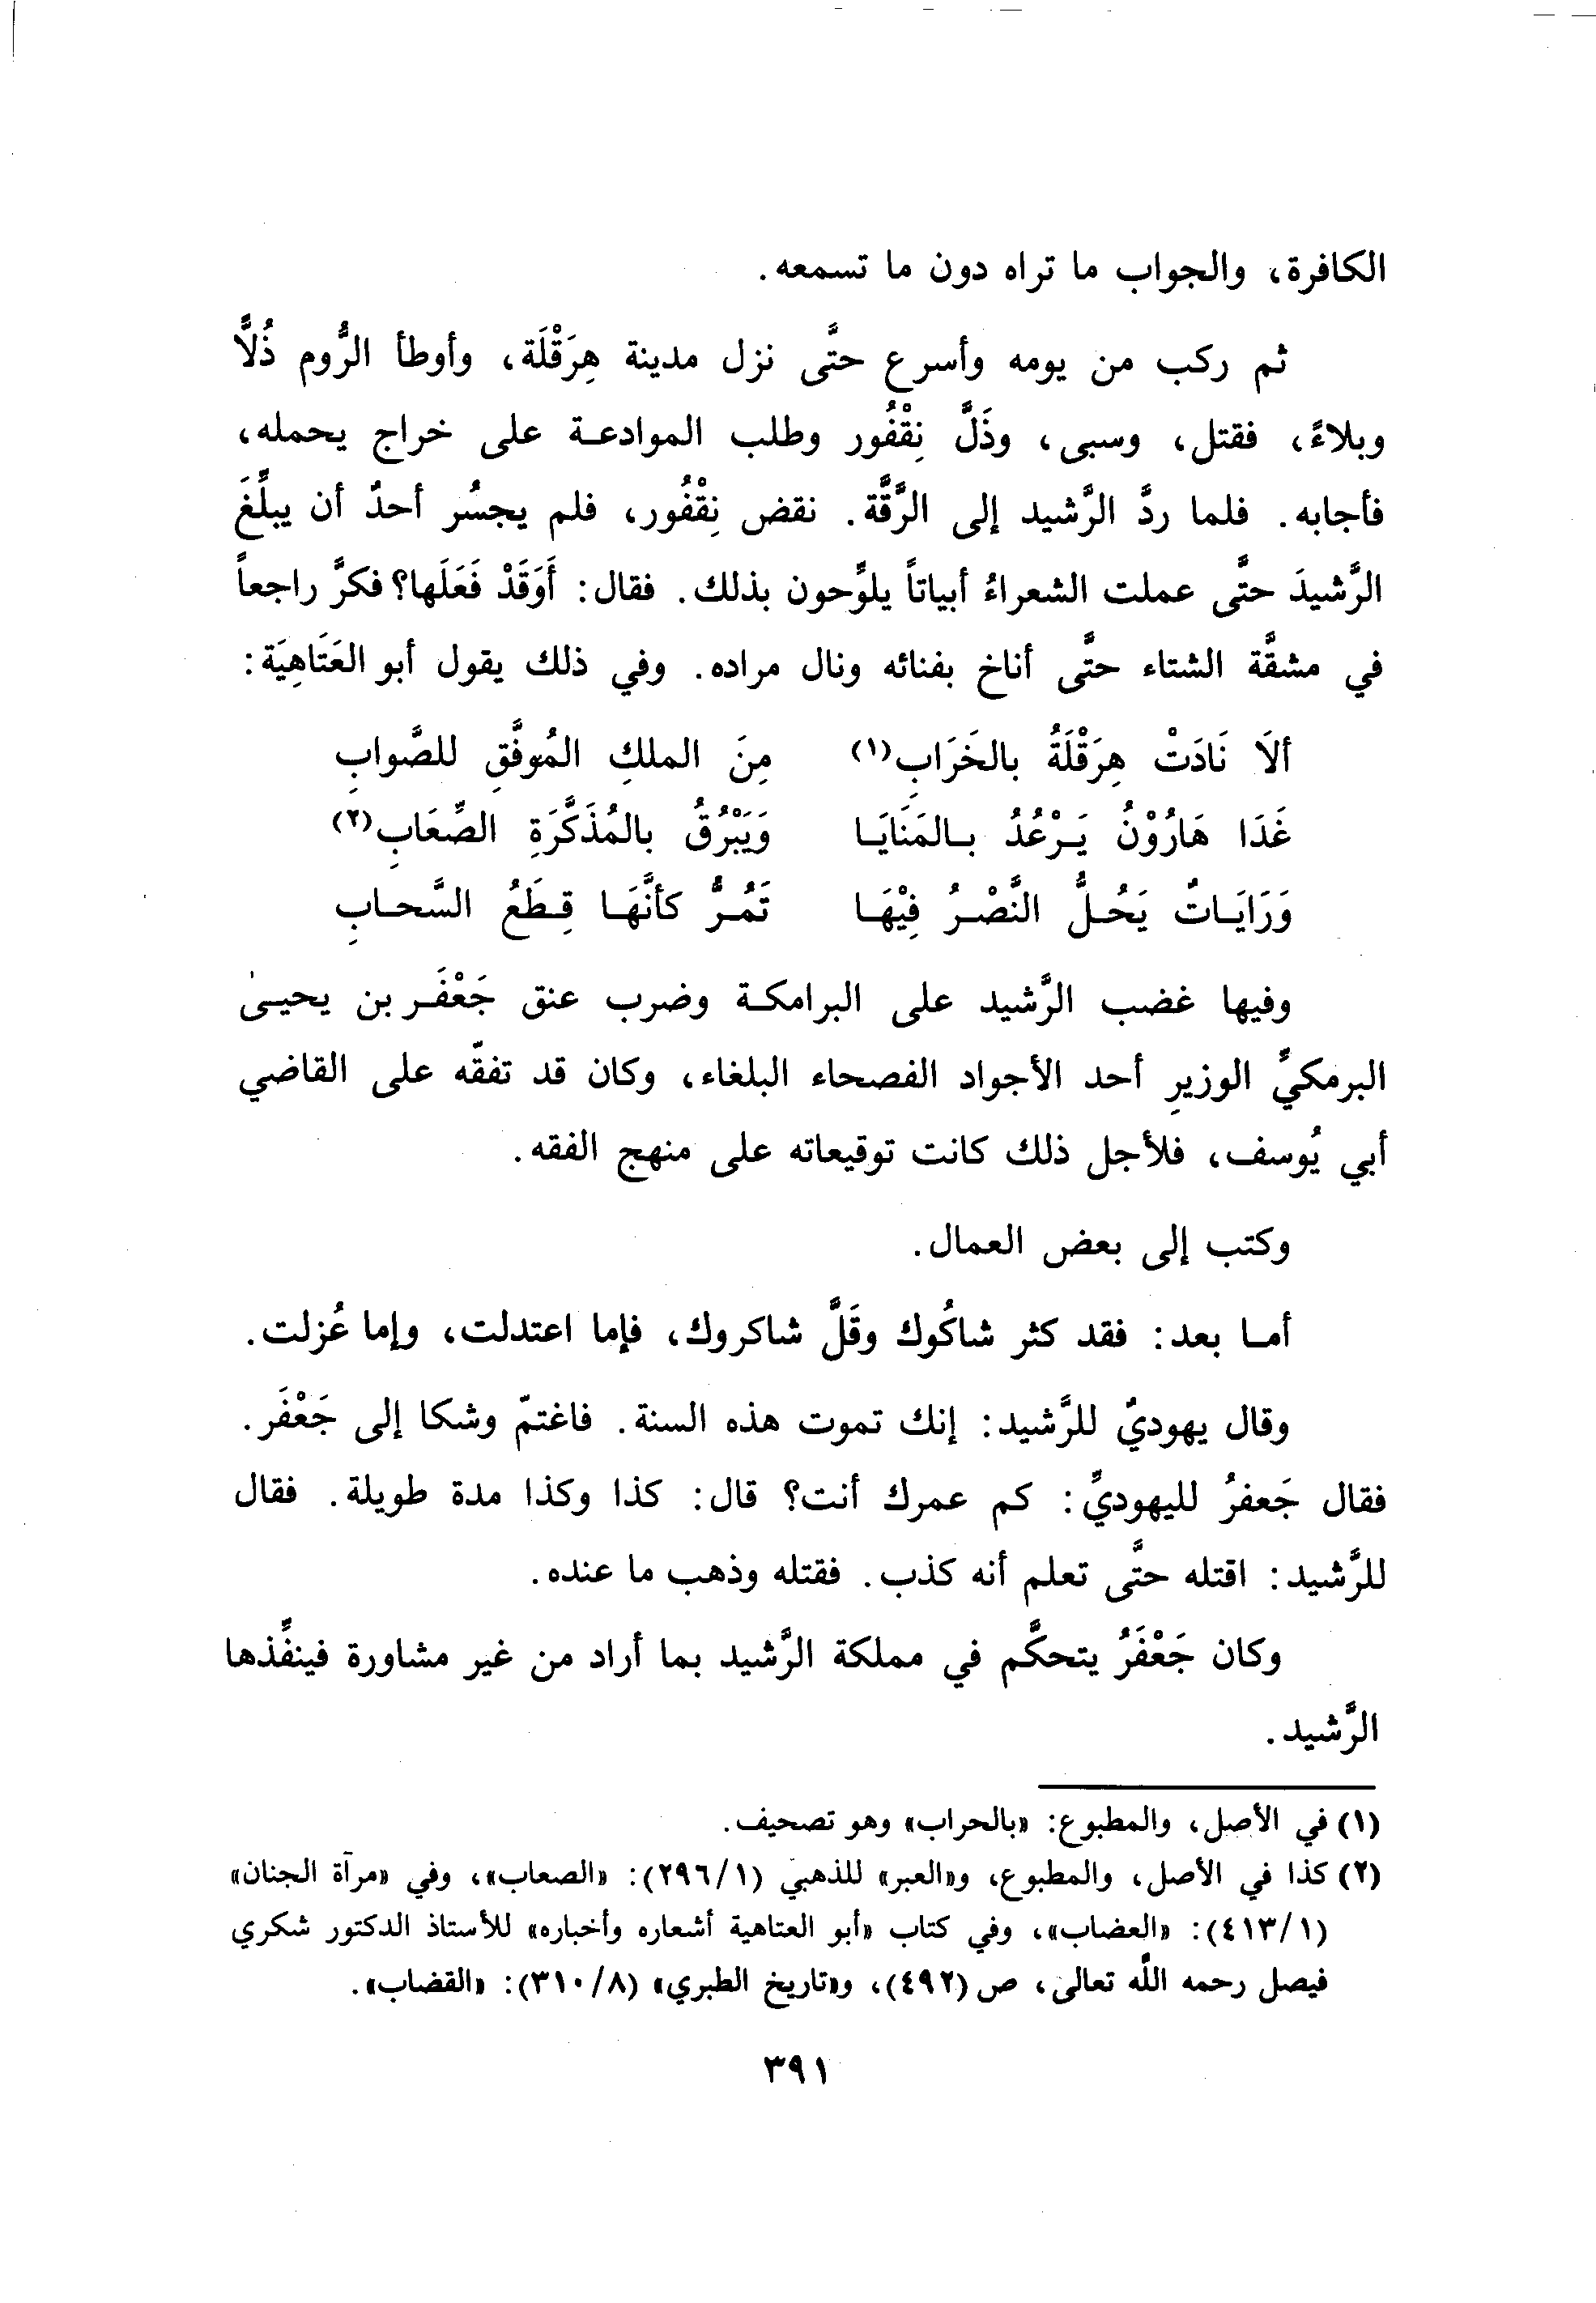 الكافرة، والجواب ما تراه دون ما تسمعه.
ثم ركب من يومه وأسرع حتَّى نزل مدينة هِرَقْلَة، وأوطأ الرُّوم ذُلاًّ
وبلاءً، فقتل، وسبى، وذَلَّ نِقْفُور وطلب الموادعـة على خراج يحمله،
فأجابه. فلما ردَّ الرَّشيد إلى الرَّقَّة. نقض نِقْفُور، فلم يجسُر أحدٌ أن يبلِّغَ
الرَّشيدَ حتَّى عملت الشعراءُ أبياتاً يلوِّحون بذلك. فقال: أَوَقَدْ فَعَلَها؟ فكرَّ راجعاً
في مشقَّة الشتاء حتَّى أناخ بفنائه ونال مراده. وفي ذلك يقول أبو العَتَاهِيَة:
ألاَ نَادَتْ هِرَقْلَةُ بالخَرَابِ(١) مِنَ الملكِ المُوفَّقِ للصَّوابِ
غَدَا هَارُوْنُ يَـرْعُدُ بـالمَنَايَـا وَيَبْرُقُ بالمُذَكَّرَةِ الصِّعَابِ(٢)
وَرَايَـاتٌ يَحُـلُّ النَّصْـرُ فِيْهَـا تَمُـرُّ كأنَّهَـا قِـطَعُ السَّحـابِ
وفيها غضب الرَّشيد على البرامكـة وضرب عنق جَعْفَـر بن يحيـىٰ
البرمكيِّ الوزيرِ أحد الأجواد الفصحاء البلغاء، وكان قد تفقّه على القاضي
أبي يُوسف، فلأجل ذلك كانت توقيعاته على منهج الفقه.
وكتب إلى بعض العمال.
أمـا بعد: فقد كثر شاكُوك وقَلَّ شاكروك، فإما اعتدلت، وإما عُزلت.
وقال يهوديٌ للرَّشيد: إنك تموت هذه السنة. فاغتمّ وشكا إلى جَعْفَر.
فقال جَعفرُ لليهوديِّ: كم عمرك أنت؟ قال: كذا وكذا مدة طويلة. فقال
للرَّشيد: اقتله حتَّى تعلم أنه كذب. فقتله وذهب ما عنده.
وكان جَعْفَرُ يتحكَّم في مملكة الرَّشيد بما أراد من غير مشاورة فينفِّذها
الرَّشيد.
(١) في الأصل، والمطبوع: «بالحراب» وهو تصحيف.
(٢) كذا في الأصل، والمطبوع، و«العبر» للذهبي (٢٩٦/١): «الصعاب»، وفي «مرآة الجنان»
(٤١٣/١): «العضاب»، وفي كتاب «أبو العتاهية أشعاره وأخباره» للأستاذ الدكتور شكري
فيصل رحمه اللّه تعالى، ص (٤٩٢)، و«تاريخ الطبري» (٣١٠/٨): «القضاب».
٣٩١